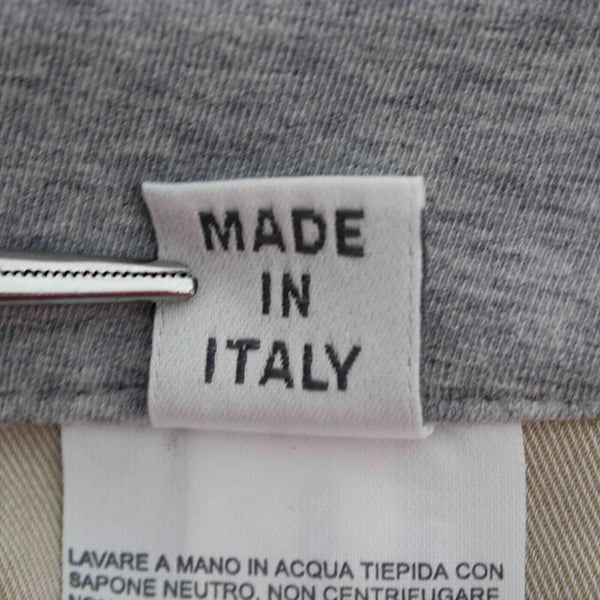 MADE
IN
ITALY
LAVARE A MANO IN ACQUA TIEPIDA CON
SAPONE NEUTRO, NON CENTRIFUGARE